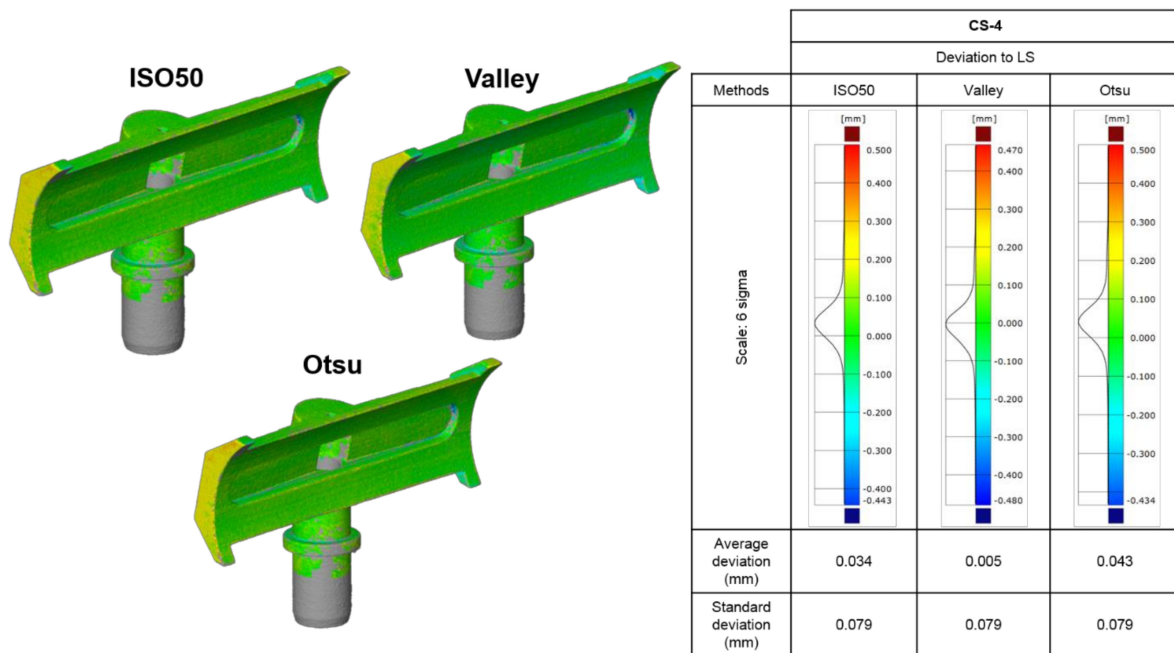 ISO50
Valley
Otsu
CS-4
Deviation to LS
Methods
ISO50
Valley
Otsu
Scale: 6 sigma
[mm]
0.500
0.400
0.300
0.200
0.100
0.000
-0.100
-0.200
-0.300
-0.400
-0.443
[mm]
0.470
0.400
0.300
0.200
0.100
0.000
-0.100
-0.200
-0.300
-0.400
-0.480
[mm]
0.500
0.400
0.300
0.200
0.100
0.000
-0.100
-0.200
-0.300
-0.434
Average
deviation
(mm)
0.034
0.005
0.043
Standard
deviation
(mm)
0.079
0.079
0.079